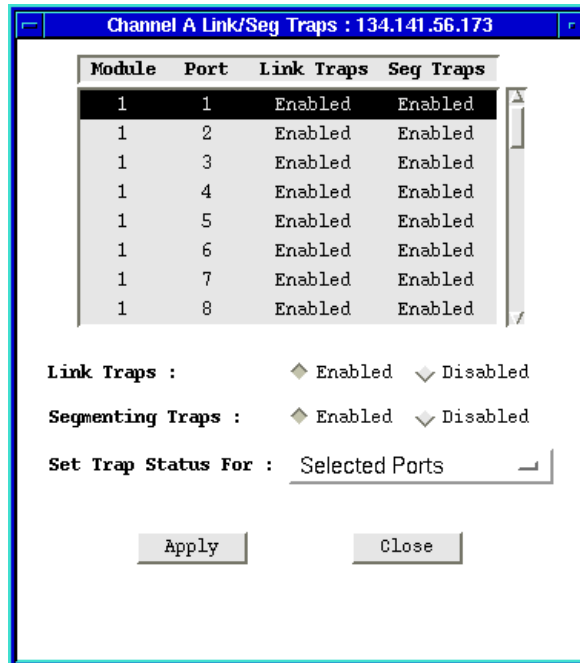 Channel A Link/Seg Traps : 134.141.56.173
Module Port Link Traps Seg Traps
1 1 Enabled Enabled
1 2 Enabled Enabled
1 3 Enabled Enabled
1 4 Enabled Enabled
1 5 Enabled Enabled
1 6 Enabled Enabled
1 7 Enabled Enabled
1 8 Enabled Enabled
Link Traps : Enabled Disabled
Segmenting Traps : Enabled Disabled
Set Trap Status For : Selected Ports
Apply Close